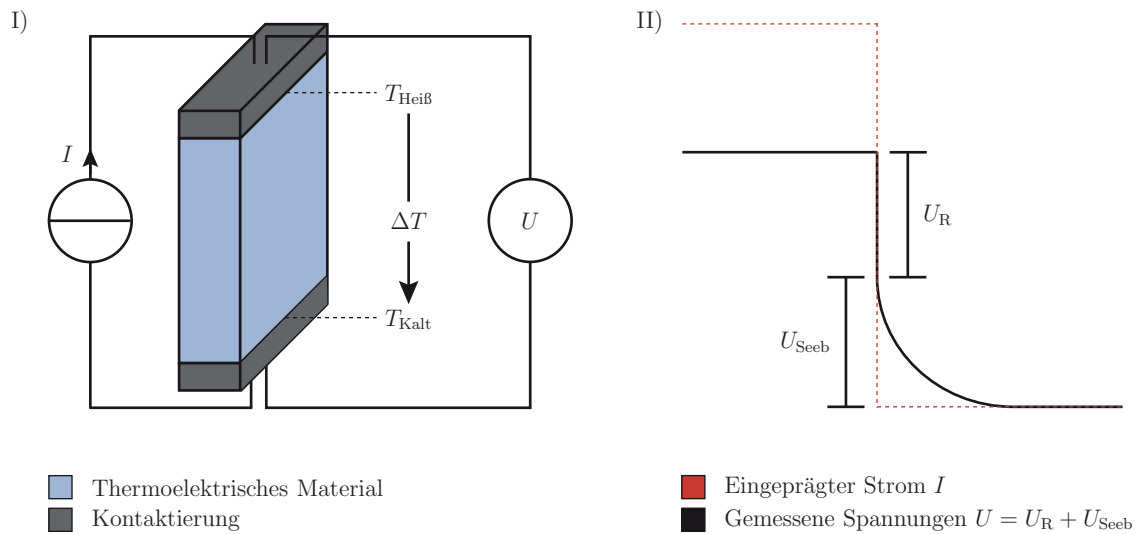 I)
I
T_Heiß
ΔT
T_Kalt
U
Thermoelektrisches Material
Kontaktierung
II)
U_R
U_Seeb
Eingeprägter Strom I
Gemessene Spannungen U = U_R + U_Seeb